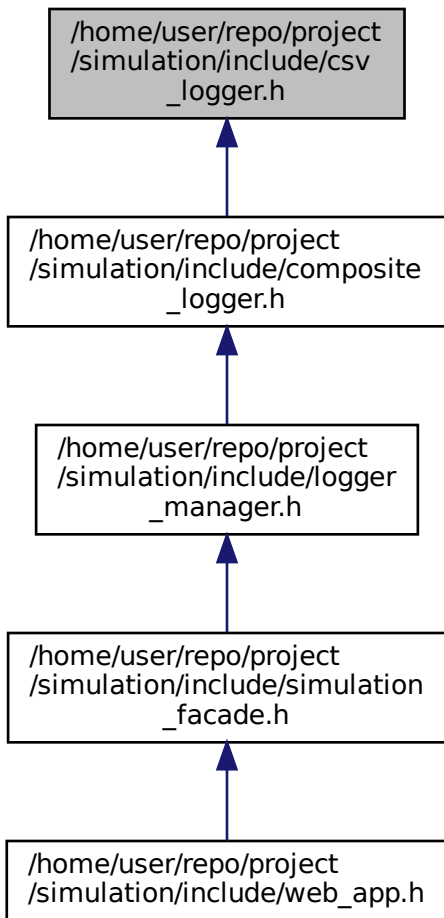 /home/user/repo/project
/simulation/include/csv
_logger.h
/home/user/repo/project
/simulation/include/composite
_logger.h
/home/user/repo/project
/simulation/include/logger
_manager.h
/home/user/repo/project
/simulation/include/simulation
_facade.h
/home/user/repo/project
/simulation/include/web_app.h